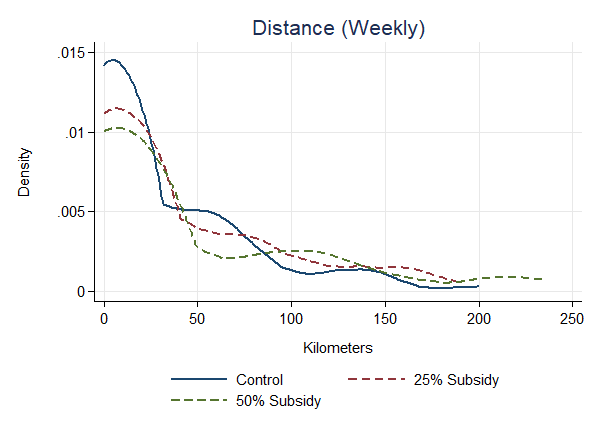 Distance (Weekly)
.015
.01
.005
0
Density
0 50 100 150 200 250
Kilometers
Control 25% Subsidy
50% Subsidy